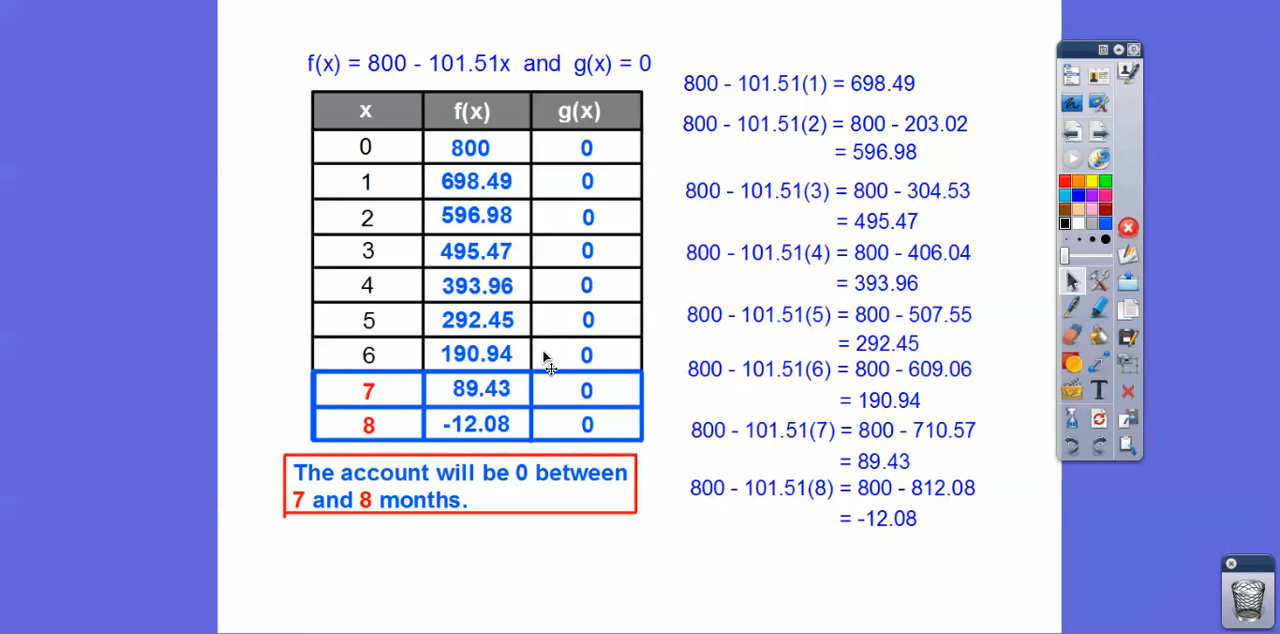 f(x) = 800 - 101.51x and g(x) = 0
x f(x) g(x)
0 800 0
1 698.49 0
2 596.98 0
3 495.47 0
4 393.96 0
5 292.45 0
6 190.94 0
7 89.43 0
8 -12.08 0
The account will be 0 between
7 and 8 months.
800 - 101.51(1) = 698.49
800 - 101.51(2) = 800 - 203.02
= 596.98
800 - 101.51(3) = 800 - 304.53
= 495.47
800 - 101.51(4) = 800 - 406.04
= 393.96
800 - 101.51(5) = 800 - 507.55
= 292.45
800 - 101.51(6) = 800 - 609.06
= 190.94
800 - 101.51(7) = 800 - 710.57
= 89.43
800 - 101.51(8) = 800 - 812.08
= -12.08
T